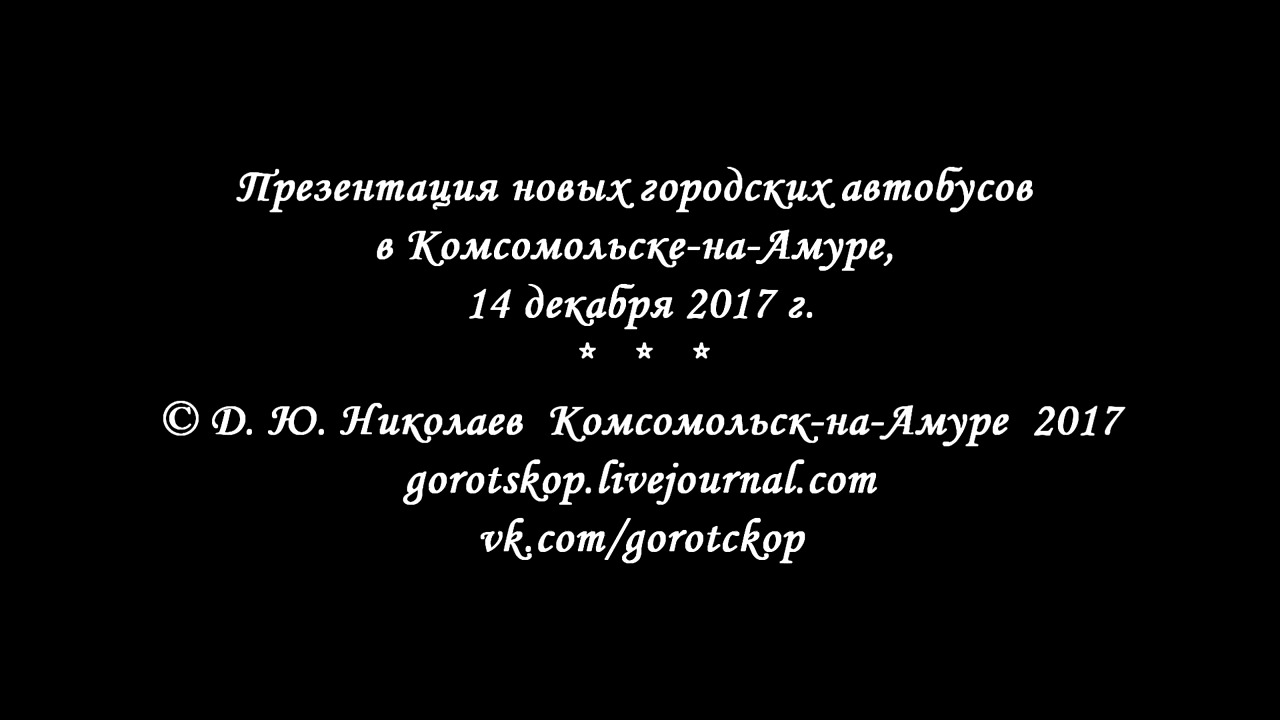 Презентация новых городских автобусов
в Комсомольске-на-Амуре,
14 декабря 2017 г.
* * *
© Д. Ю. Николаев Комсомольск-на-Амуре 2017
gorotskop.livejournal.com
vk.com/gorotckop